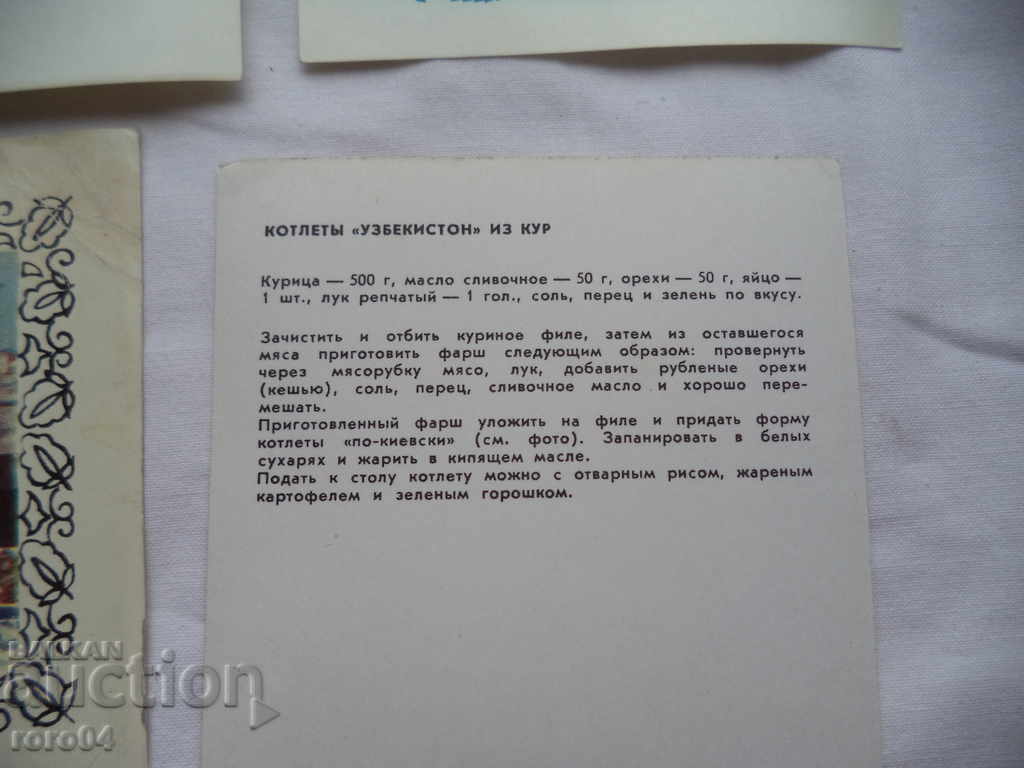 КОТЛЕТЫ «УЗБЕКИСТОН» ИЗ КУР
Курица — 500 г, масло сливочное — 50 г, орехи — 50 г, яйцо —
1 шт., лук репчатый — 1 гол., соль, перец и зелень по вкусу.
Зачистить и отбить куриное филе, затем из оставшегося
мяса приготовить фарш следующим образом: провернуть
через мясорубку мясо, лук, добавить рубленые орехи
(кешью), соль, перец, сливочное масло и хорошо пере-
мешать.
Приготовленный фарш уложить на филе и придать форму
котлеты «по-киевски» (см. фото). Запанировать в белых
сухарях и жарить в кипящем масле.
Подать к столу котлету можно с отварным рисом, жареным
картофелем и зеленым горошком.
BALKAN
auction
roro04